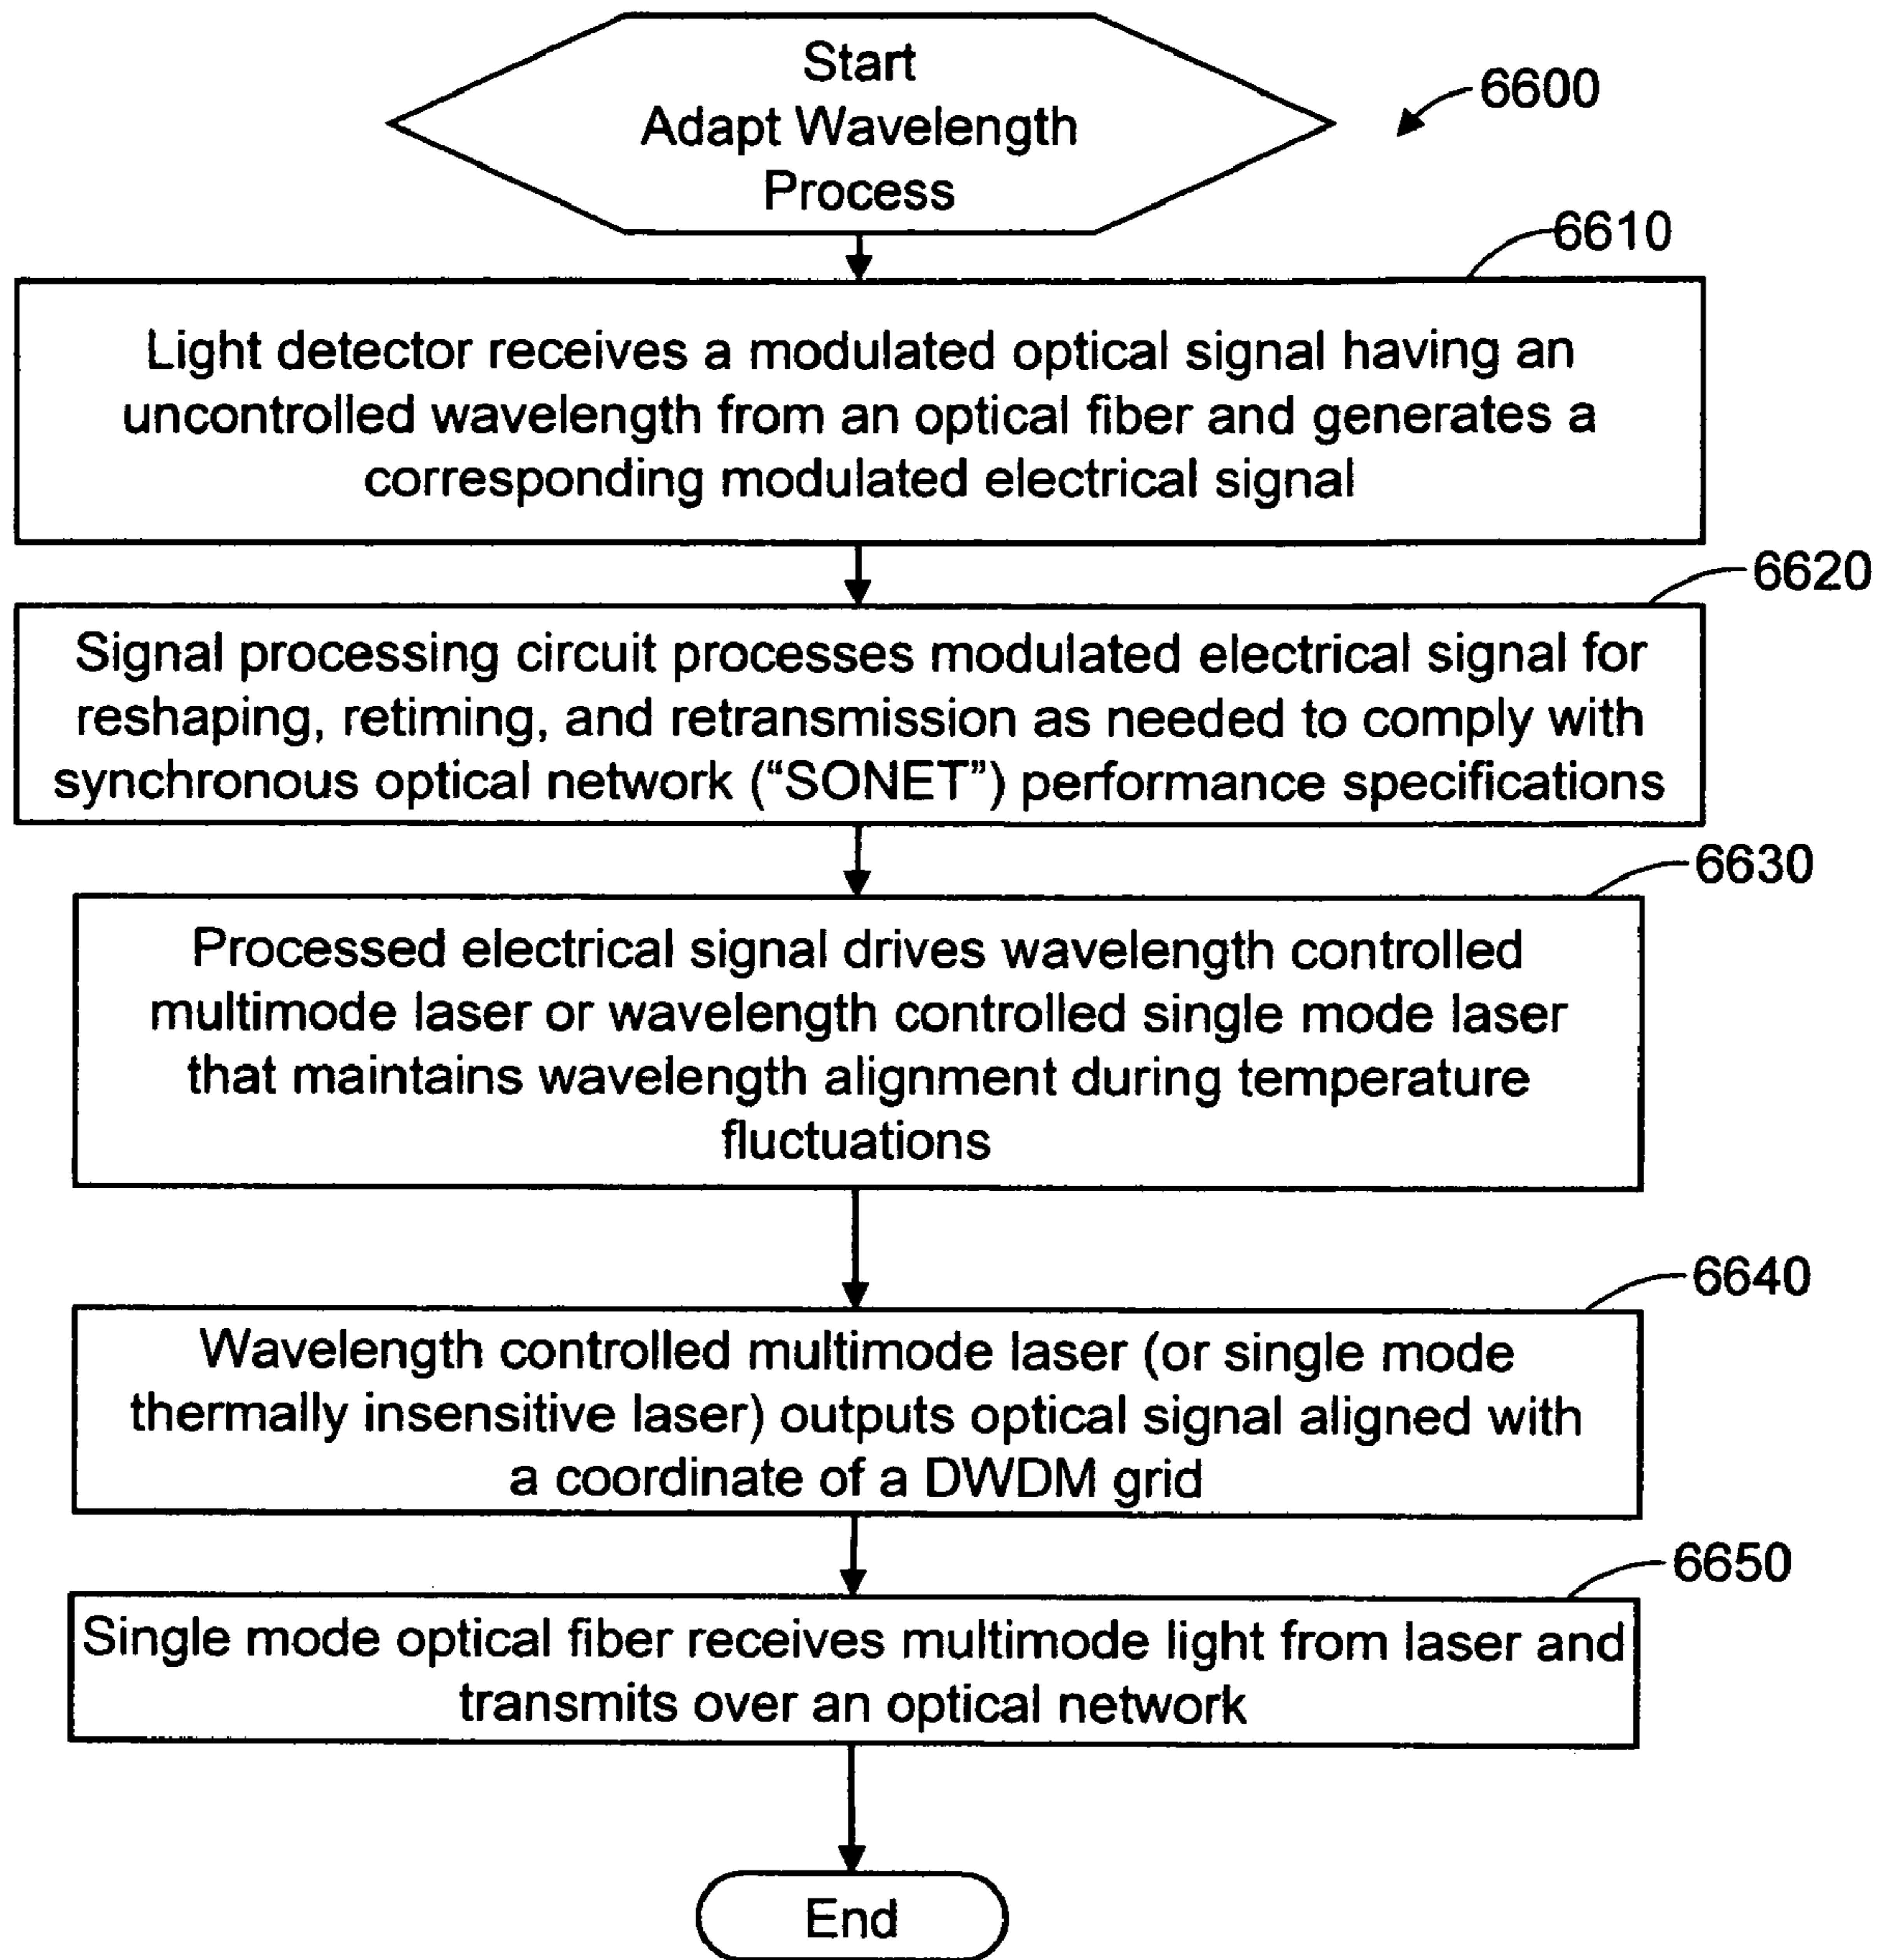 Start
Adapt Wavelength
Process
6600
6610
Light detector receives a modulated optical signal having an
uncontrolled wavelength from an optical fiber and generates a
corresponding modulated electrical signal
6620
Signal processing circuit processes modulated electrical signal for
reshaping, retiming, and retransmission as needed to comply with
synchronous optical network (“SONET”) performance specifications
6630
Processed electrical signal drives wavelength controlled
multimode laser or wavelength controlled single mode laser
that maintains wavelength alignment during temperature
fluctuations
6640
Wavelength controlled multimode laser (or single mode
thermally insensitive laser) outputs optical signal aligned with
a coordinate of a DWDM grid
6650
Single mode optical fiber receives multimode light from laser and
transmits over an optical network
End